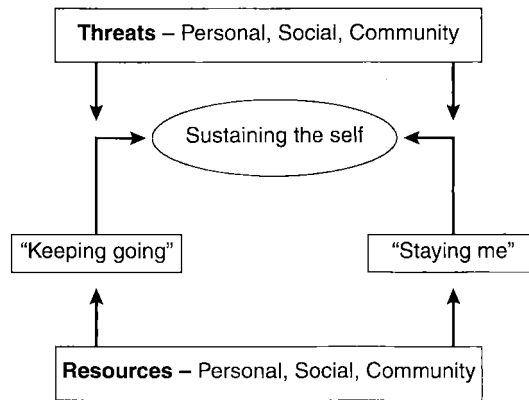 Threats – Personal, Social, Community
Sustaining the self
“Keeping going”
“Staying me”
Resources – Personal, Social, Community